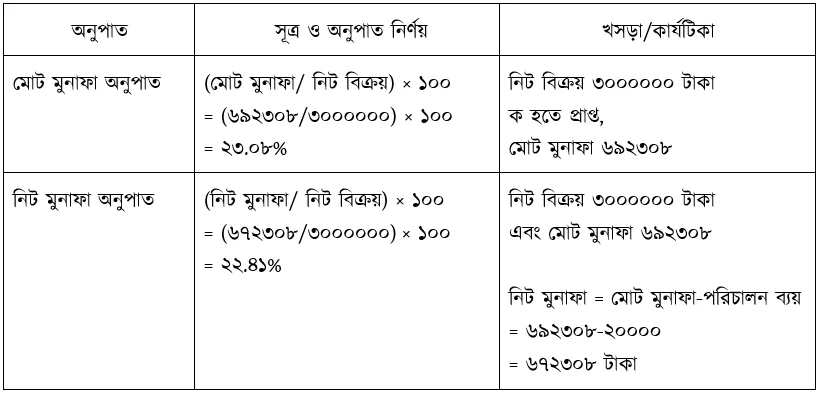 অনুপাত
সূত্র ও অনুপাত নির্ণয়
খসড়া/কার্যটিকা
মোট মুনাফা অনুপাত
(মোট মুনাফা/ নিট বিক্রয়) × ১০০
= (৬৯২৩০৮/৩০০০০০০) × ১০০
= ২৩.০৮%
নিট বিক্রয় ৩০০০০০০ টাকা
ক হতে প্রাপ্ত,
মোট মুনাফা ৬৯২৩০৮
নিট মুনাফা অনুপাত
(নিট মুনাফা/ নিট বিক্রয়) × ১০০
= (৬৭২৩০৮/৩০০০০০০) × ১০০
= ২২.৪১%
নিট বিক্রয় ৩০০০০০০ টাকা
এবং মোট মুনাফা ৬৯২৩০৮
নিট মুনাফা = মোট মুনাফা-পরিচালন ব্যয়
= ৬৯২৩০৮-২০০০০
= ৬৭২৩০৮ টাকা